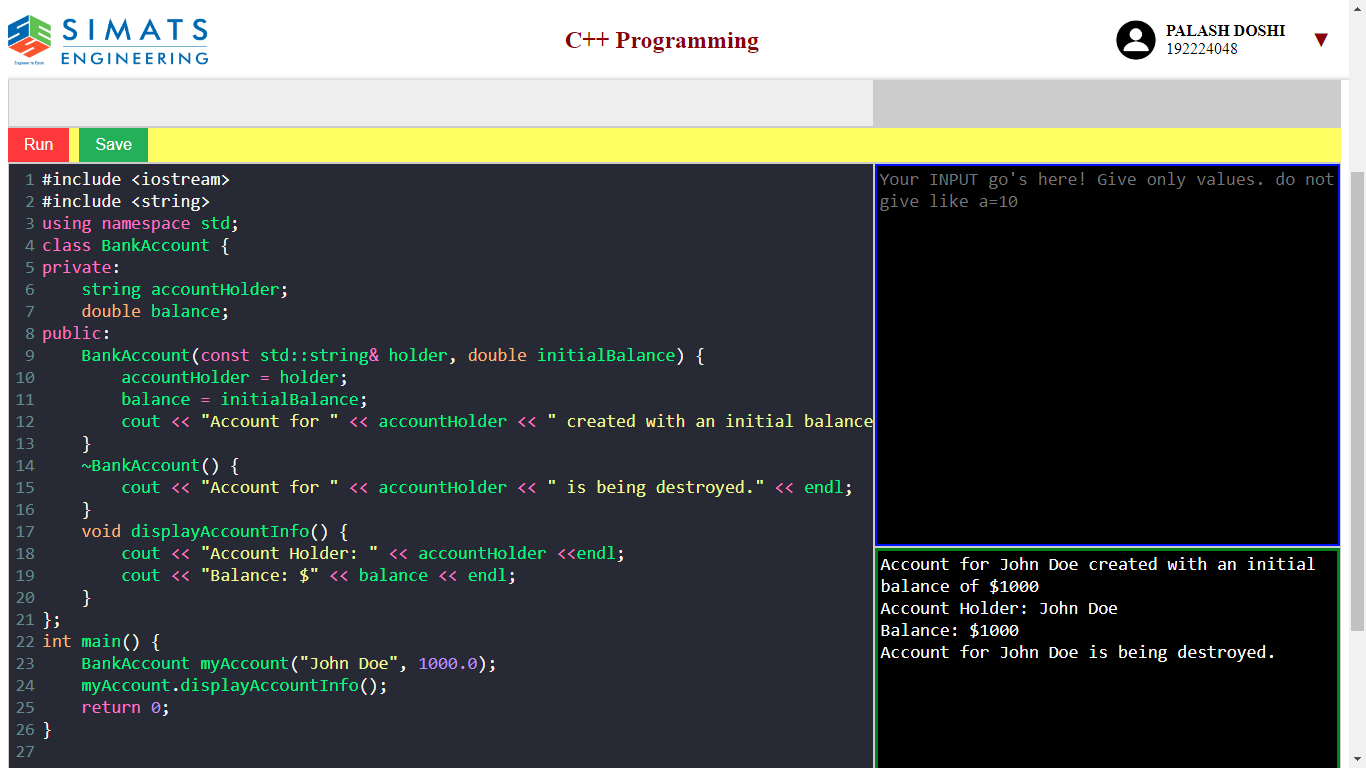 SIMATS
ENGINEERING
Engineer to Excel
C++ Programming
PALASH DOSHI
192224048
▼
Run
Save
1 #include <iostream>
2 #include <string>
3 using namespace std;
4 class BankAccount {
5 private:
6     string accountHolder;
7     double balance;
8 public:
9     BankAccount(const std::string& holder, double initialBalance) {
10         accountHolder = holder;
11         balance = initialBalance;
12         cout << "Account for " << accountHolder << " created with an initial balance
13     }
14     ~BankAccount() {
15         cout << "Account for " << accountHolder << " is being destroyed." << endl;
16     }
17     void displayAccountInfo() {
18         cout << "Account Holder: " << accountHolder <<endl;
19         cout << "Balance: $" << balance << endl;
20     }
21 };
22 int main() {
23     BankAccount myAccount("John Doe", 1000.0);
24     myAccount.displayAccountInfo();
25     return 0;
26 }
27
Your INPUT go's here! Give only values. do not
give like a=10
Account for John Doe created with an initial
balance of $1000
Account Holder: John Doe
Balance: $1000
Account for John Doe is being destroyed.